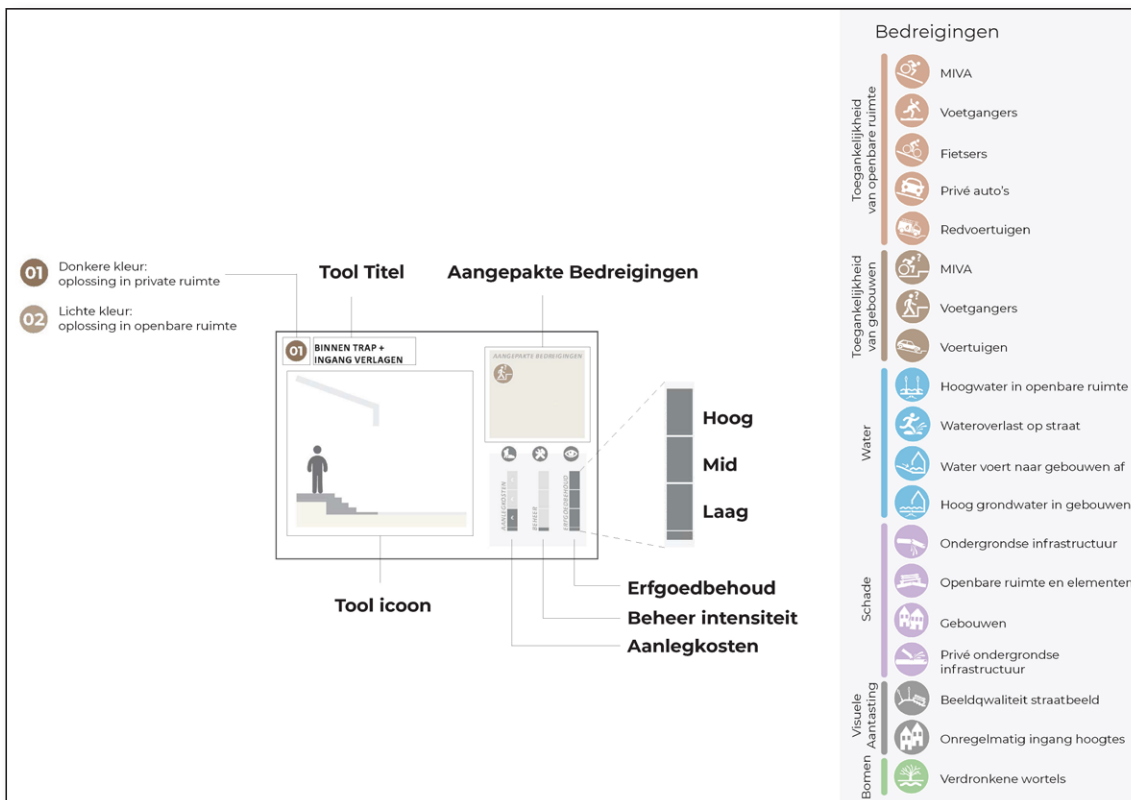 01
Donkere kleur:
oplossing in private ruimte
02
Lichte kleur:
oplossing in openbare ruimte
Tool Titel
Aangepakte Bedreigingen
01
BINNEN TRAP +
INGANG VERLAGEN
AANGEPAKTE BEDREIGINGEN
AANLEGKOSTEN
BEHEER
ERFGOEDBEHOUD
Hoog
Mid
Laag
Erfgoedbehoud
Beheer intensiteit
Aanlegkosten
Tool icoon
Bedreigingen
Toegankelijkheid
van openbare ruimte
MIVA
Voetgangers
Fietsers
Privé auto's
Redvoertuigen
Toegankelijkheid
van gebouwen
MIVA
Voetgangers
Voertuigen
Water
Hoogwater in openbare ruimte
Wateroverlast op straat
Water voert naar gebouwen af
Hoog grondwater in gebouwen
Schade
Ondergrondse infrastructuur
Openbare ruimte en elementen
Gebouwen
Privé ondergrondse
infrastructuur
Visuele
Aantasting
Beeldqwaliteit straatbeeld
Onregelmatig ingang hoogtes
Bomen
Verdronkene wortels